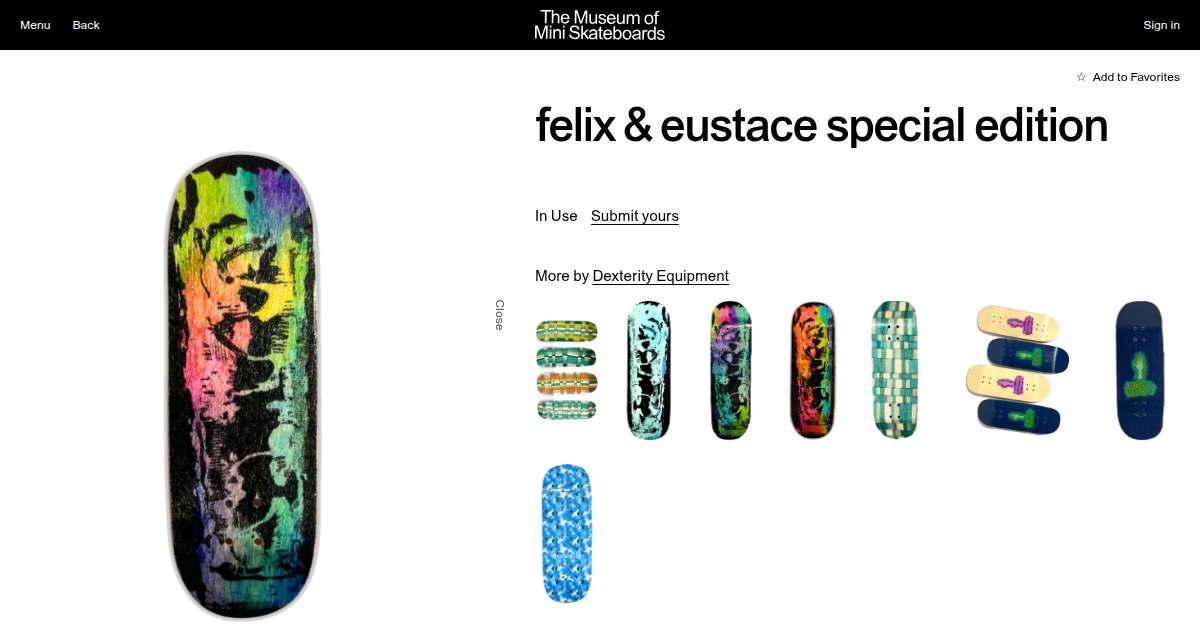 Menu
Back
The Museum of
Mini Skateboards
Sign in
☆ Add to Favorites
felix & eustace special edition
In Use Submit yours
More by Dexterity Equipment
Close